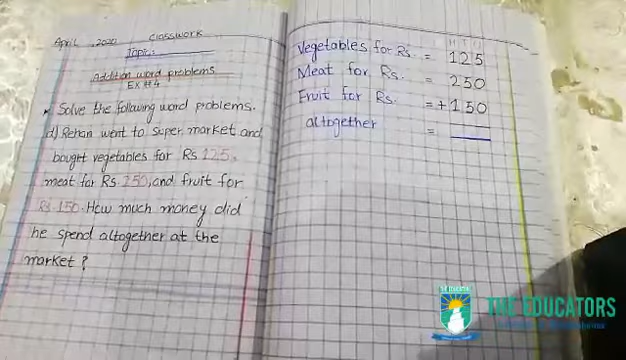 April , 2020 Classwork
Topic:
Addition word problems
Ex # 4
Solve the following word problems.
d) Rehan went to super market and
bought vegetables for Rs 125,
meat for Rs. 250, and fruit for
Rs. 150. How much money did
he spend altogether at the
market ?
H T O
Vegetables for Rs. = 125
Meat for Rs. = 250
Fruit for Rs. = + 150
altogether =
THE EDUCATORS